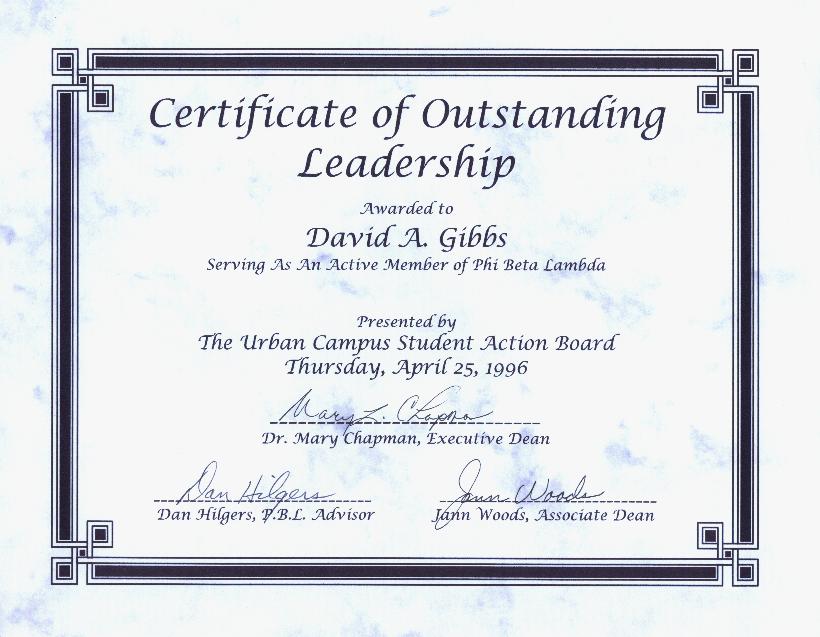 Certificate of Outstanding
Leadership
Awarded to
David A. Gibbs
Serving As An Active Member of Phi Beta Lambda
Presented by
The Urban Campus Student Action Board
Thursday, April 25, 1996
Mary L. Chapman
Dr. Mary Chapman, Executive Dean
Dan Hilgers Jann Woods
Dan Hilgers, P.B.L. Advisor Jann Woods, Associate Dean